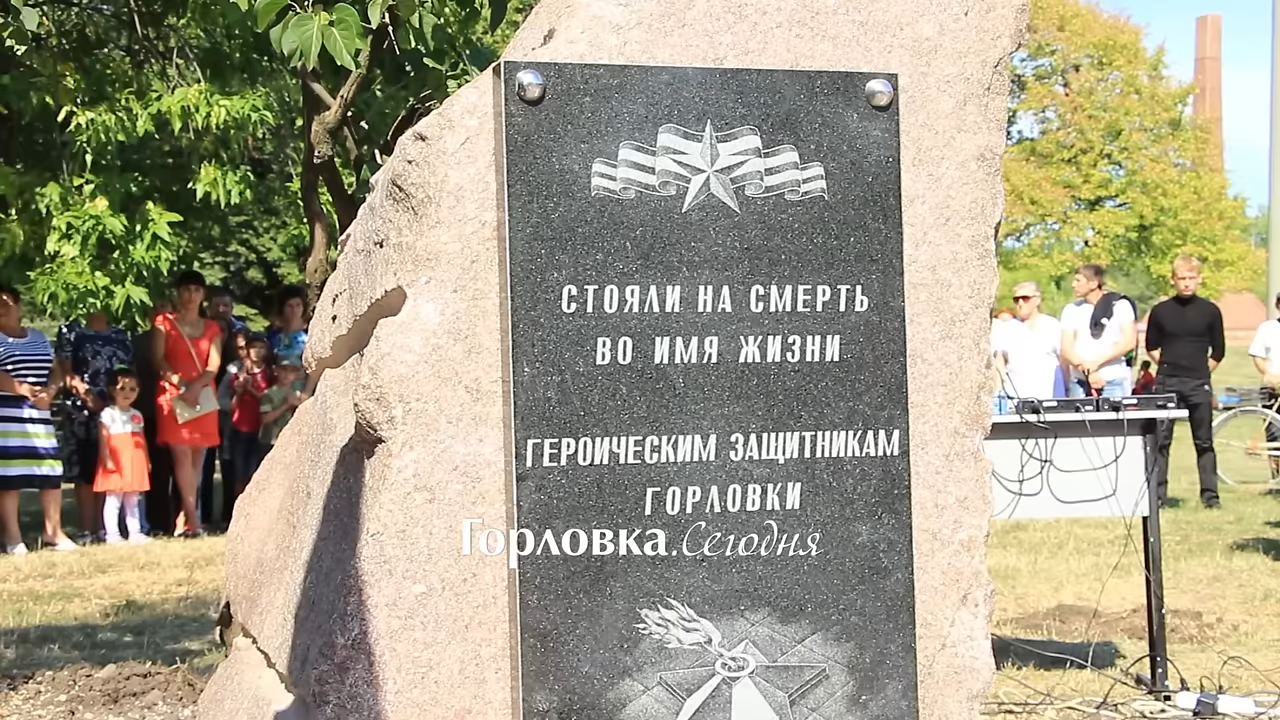 СТОЯЛИ НА СМЕРТЬ
ВО ИМЯ ЖИЗНИ
ГЕРОИЧЕСКИМ ЗАЩИТНИКАМ
ГОРЛОВКИ
Горловка.Сегодня